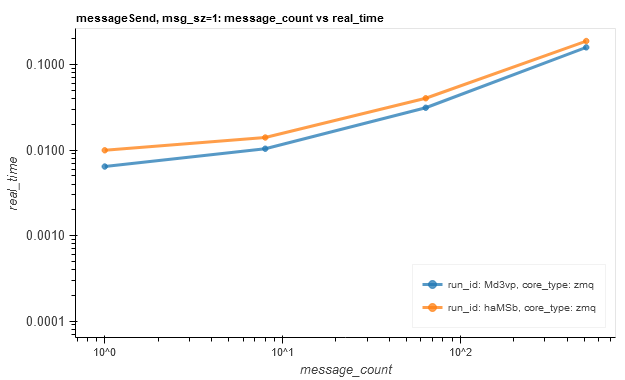 messageSend, msg_sz=1: message_count vs real_time
0.1000
0.0100
0.0010
0.0001
real_time
run_id: Md3vp, core_type: zmq
run_id: haMSb, core_type: zmq
10^0
10^1
10^2
message_count